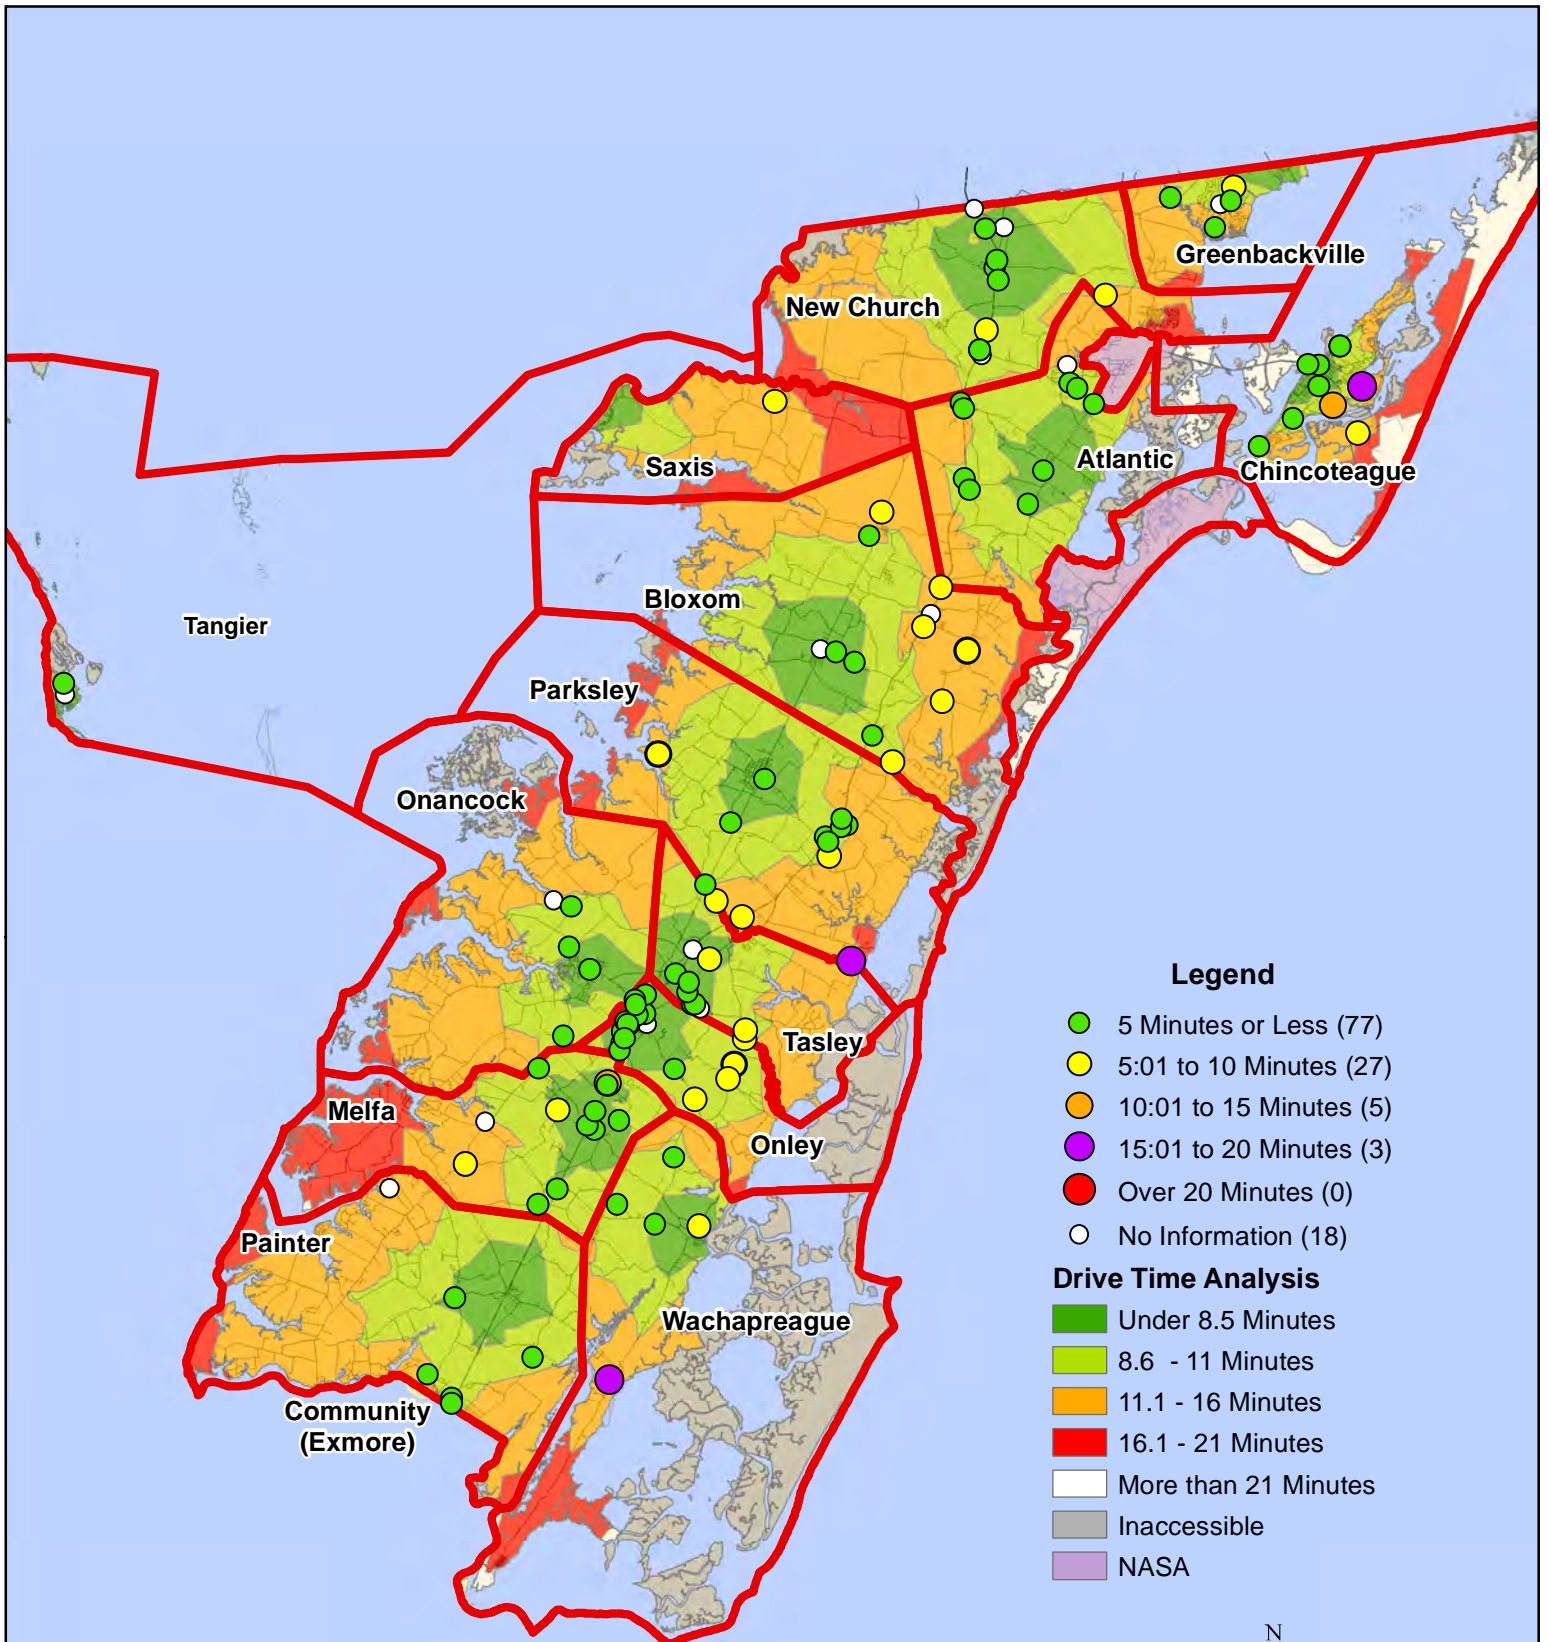 Greenbackville
New Church
Atlantic
Saxis
Chincoteague
Bloxom
Tangier
Parksley
Onancock
Tasley
Melfa
Onley
Painter
Wachapreague
Community
(Exmore)
Legend
5 Minutes or Less (77)
5:01 to 10 Minutes (27)
10:01 to 15 Minutes (5)
15:01 to 20 Minutes (3)
Over 20 Minutes (0)
No Information (18)
Drive Time Analysis
Under 8.5 Minutes
8.6 - 11 Minutes
11.1 - 16 Minutes
16.1 - 21 Minutes
More than 21 Minutes
Inaccessible
NASA
N